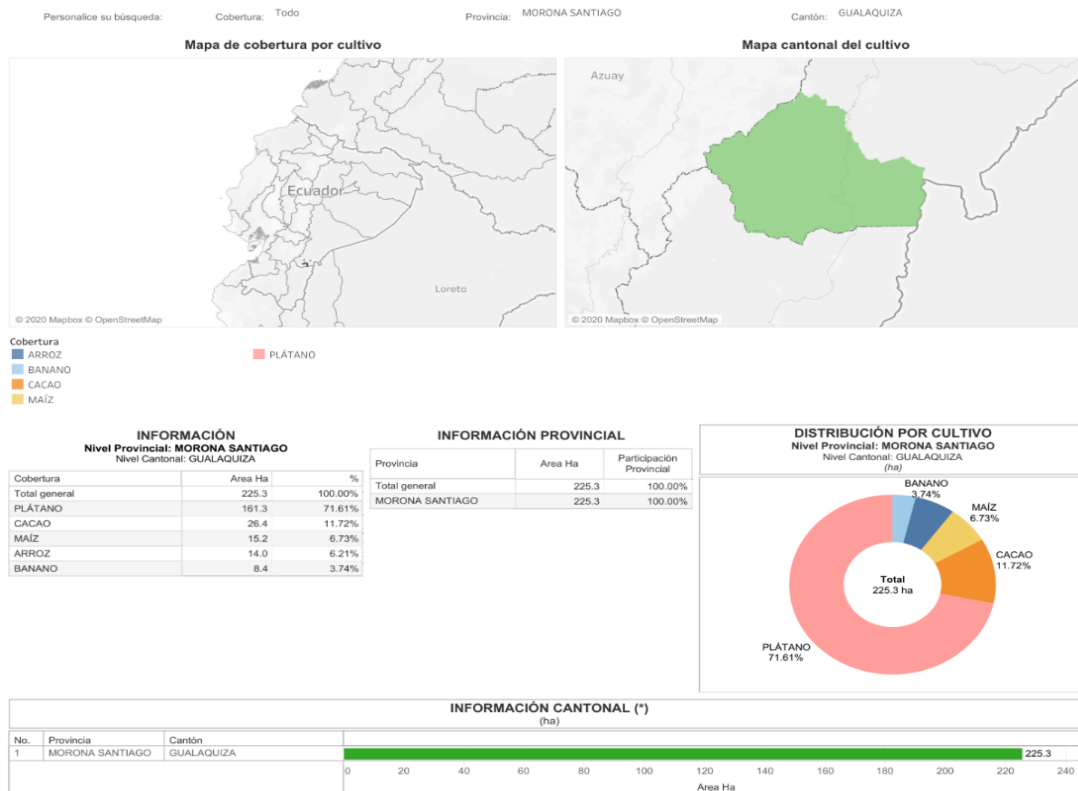 Personalice su búsqueda: Cobertura: Todo Provincia: MORONA SANTIAGO Cantón: GUALAQUIZA
Mapa de cobertura por cultivo
Ecuador
Loreto
© 2020 Mapbox © OpenStreetMap
Mapa cantonal del cultivo
Azuay
© 2020 Mapbox © OpenStreetMap
Cobertura
ARROZ
BANANO
CACAO
MAÍZ
PLÁTANO
INFORMACIÓN
Nivel Provincial: MORONA SANTIAGO
Nivel Cantonal: GUALAQUIZA
Cobertura Area Ha %
Total general 225.3 100.00%
PLÁTANO 161.3 71.61%
CACAO 26.4 11.72%
MAÍZ 15.2 6.73%
ARROZ 14.0 6.21%
BANANO 8.4 3.74%
INFORMACIÓN PROVINCIAL
Provincia Area Ha Participación
Provincial
Total general 225.3 100.00%
MORONA SANTIAGO 225.3 100.00%
DISTRIBUCIÓN POR CULTIVO
Nivel Provincial: MORONA SANTIAGO
Nivel Cantonal: GUALAQUIZA
(ha)
BANANO
3.74%
MAÍZ
6.73%
CACAO
11.72%
Total
225.3 ha
PLÁTANO
71.61%
INFORMACIÓN CANTONAL (*)
(ha)
No. Provincia Cantón
1 MORONA SANTIAGO GUALAQUIZA 225.3
0 20 40 60 80 100 120 140 160 180 200 220 240
Area Ha